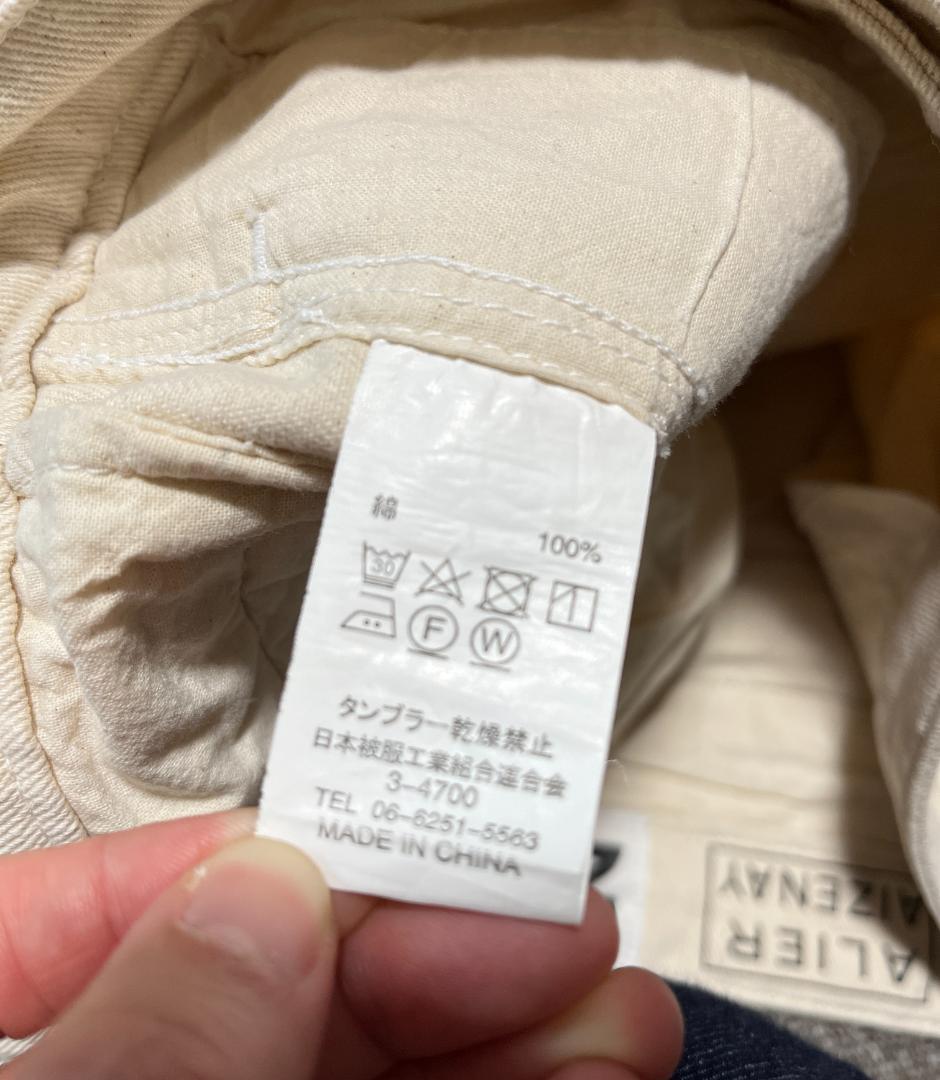 綿
100%
30
F W
タンブラー乾燥禁止
日本被服工業組合連合会
3-4700
TEL 06-6251-5563
MADE IN CHINA
ALIER
AIZENAY